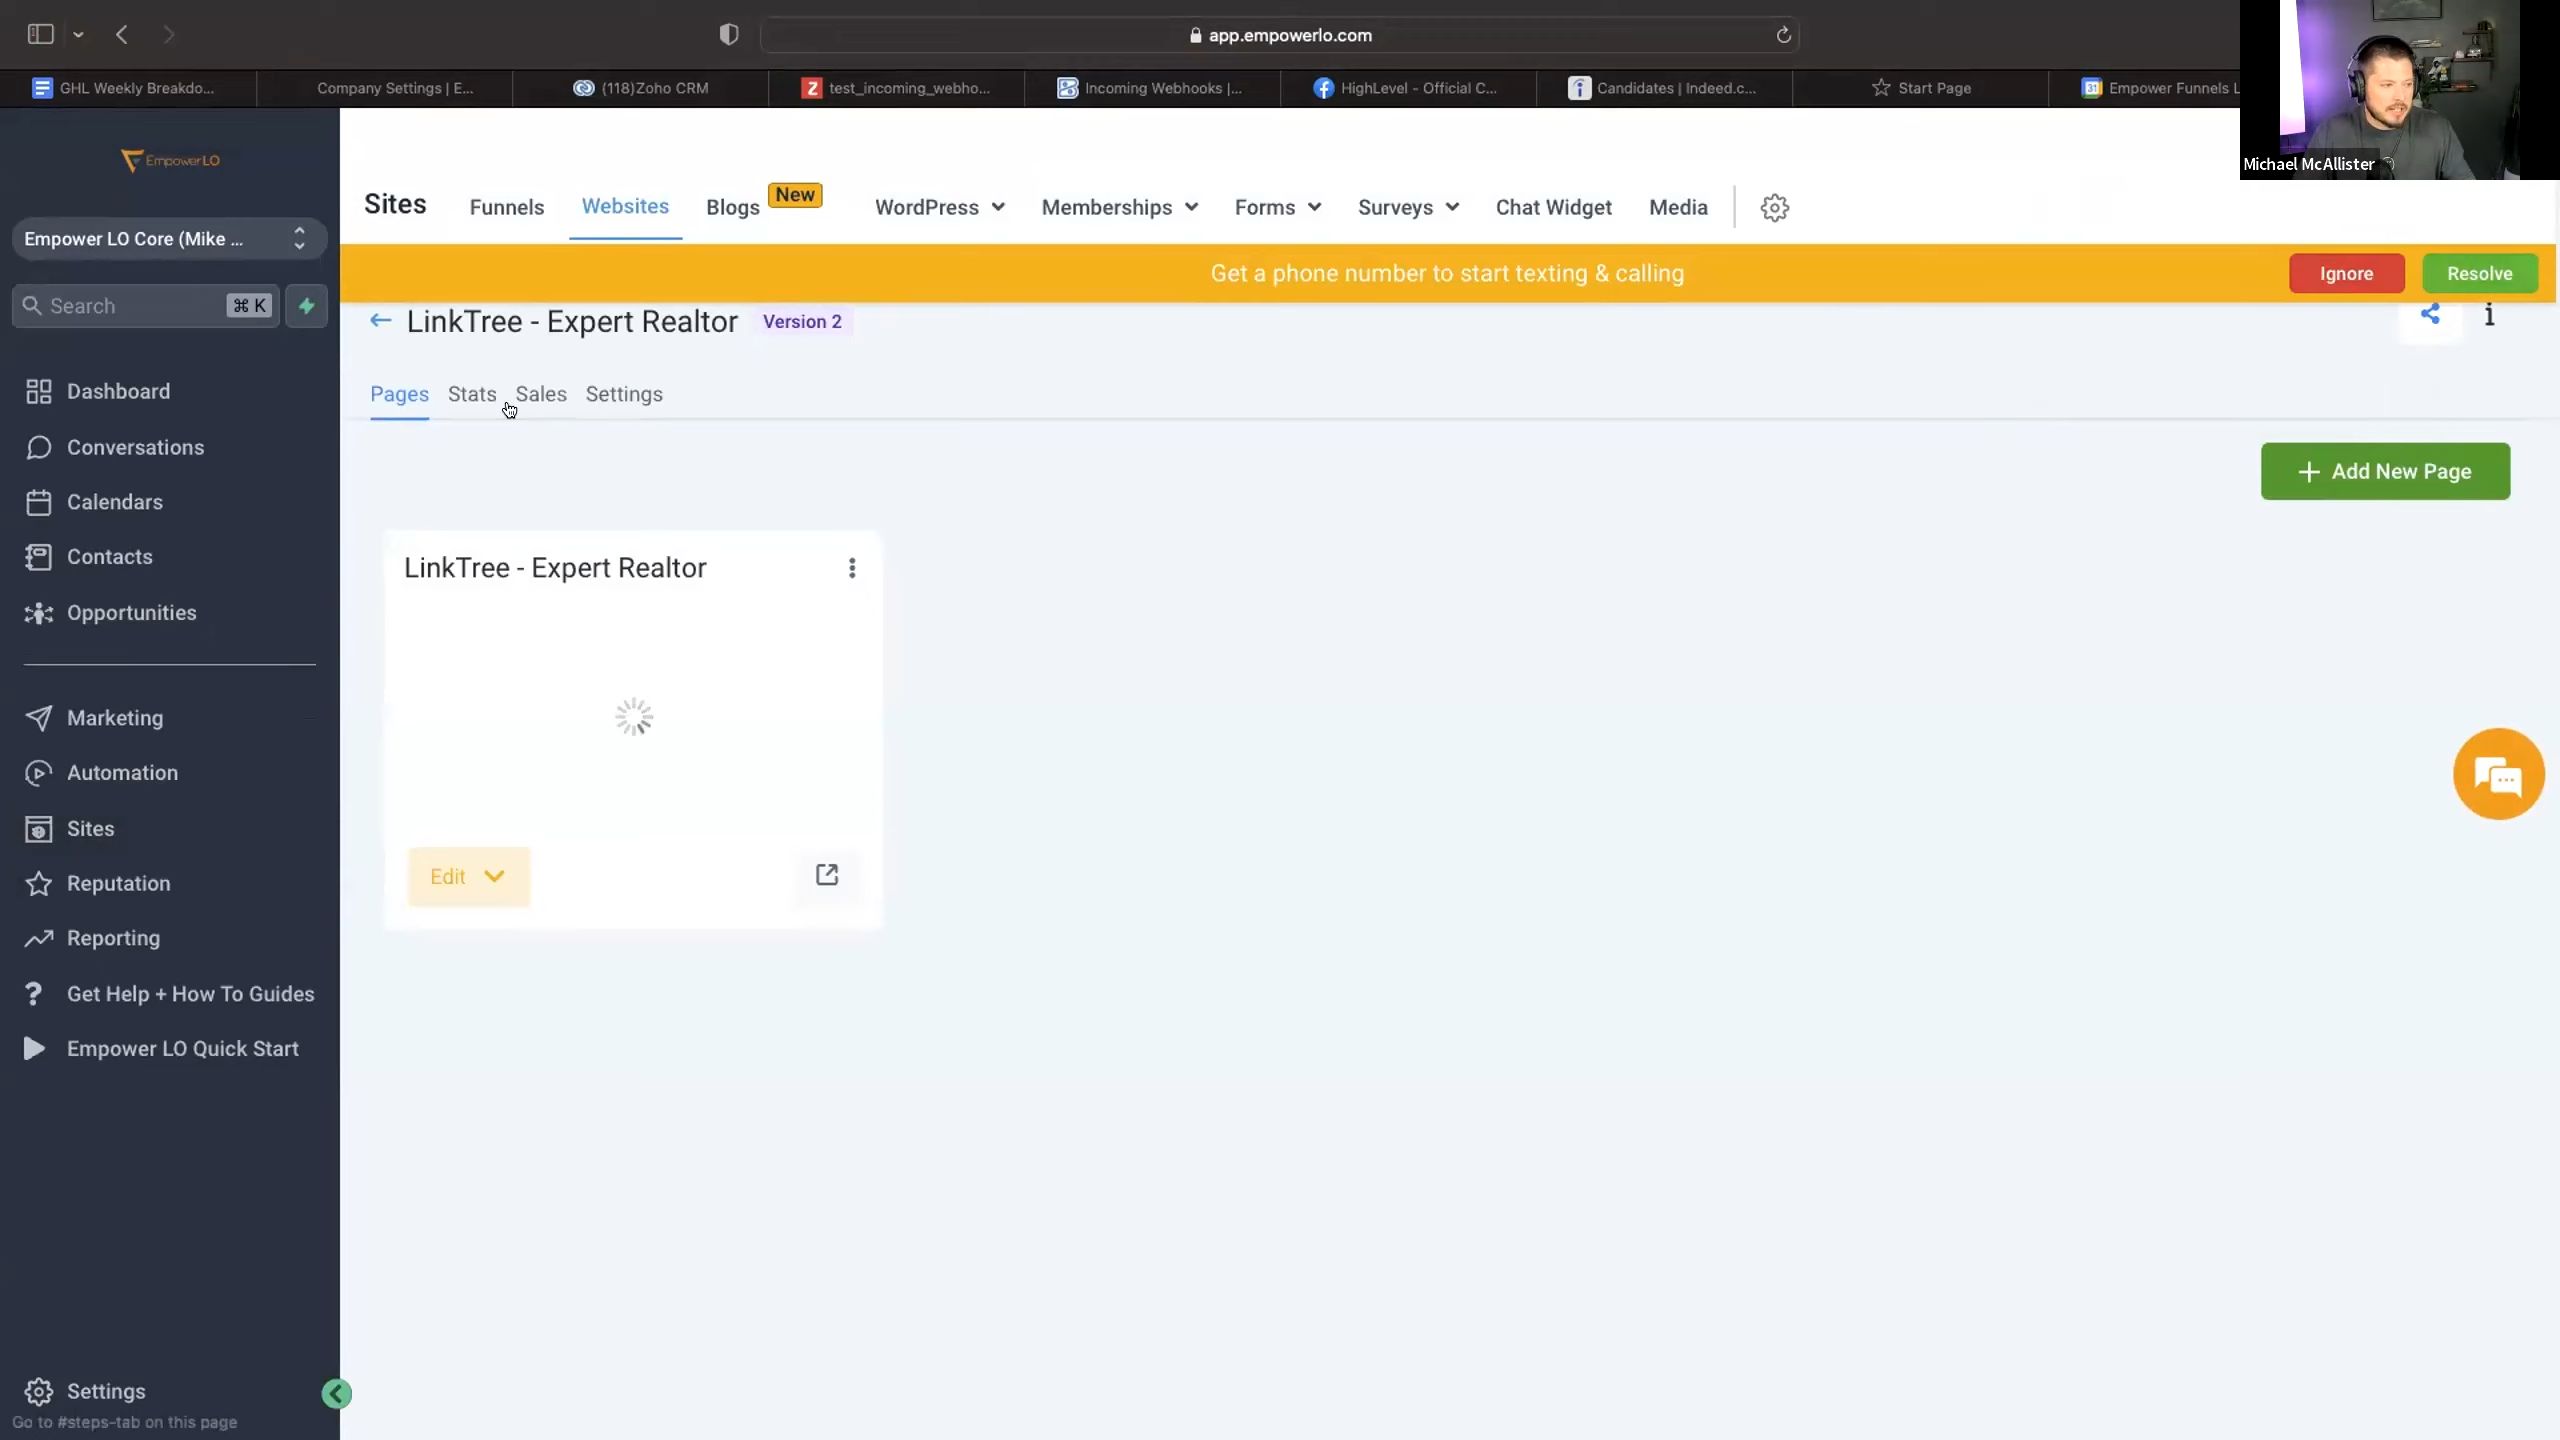 app.empowerlo.com
GHL Weekly Breakdo...
Company Settings | E...
(118)Zoho CRM
test_incoming_webho...
Incoming Webhooks |...
HighLevel - Official C...
Candidates | Indeed.c...
Start Page
31
Empower Funnels L
Michael McAllister
EmpowerLO
Empower LO Core (Mike ...
Search
⌘ K
Dashboard
Conversations
Calendars
Contacts
Opportunities
Marketing
Automation
Sites
Reputation
Reporting
Get Help + How To Guides
Empower LO Quick Start
Settings
Go to #steps-tab on this page
Sites
Funnels
Websites
Blogs
New
WordPress
Memberships
Forms
Surveys
Chat Widget
Media
Get a phone number to start texting & calling
Ignore
Resolve
LinkTree - Expert Realtor
Version 2
Pages
Stats
Sales
Settings
+ Add New Page
LinkTree - Expert Realtor
Edit